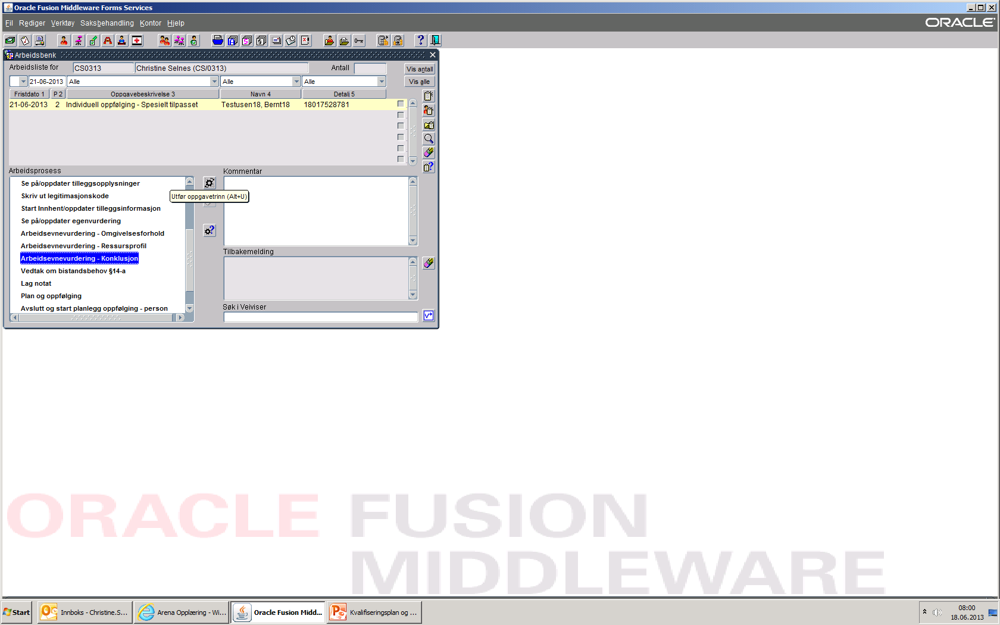 Oracle Fusion Middleware Forms Services
Fil Rediger Verktøy Saksbehandling Kontor Hjelp
ORACLE
Arbeidsbenk
Arbeidsliste for CS0313 Christine Selnes (CS/0313) Antall Vis antall
21-06-2013 Alle Alle Alle Vis alle
Fristdato 1 P 2 Oppgavebeskrivelse 3 Navn 4 Detalj 5
21-06-2013 2 Individuell oppfølging - Spesielt tilpasset Testusen18, Bernt18 18017528781
Arbeidsprosess
Se på/oppdater tilleggsopplysninger
Skriv ut legitimasjonskode
Start Innhent/oppdater tilleggsinformasjon
Se på/oppdater egenvurdering
Arbeidsevnevurdering - Omgivelsesforhold
Arbeidsevnevurdering - Ressursprofil
Arbeidsevnevurdering - Konklusjon
Vedtak om bistandsbehov §14-a
Lag notat
Plan og oppfølging
Avslutt og start planlegg oppfølging - person
Utfør oppgavetrinn (Alt+U)
Kommentar
Tilbakemelding
Søk i Veiviser
ORACLE FUSION
MIDDLEWARE
Start Innboks - Christine.S... Arena Opplæring - Wi... Oracle Fusion Midd... Kvalifiseringsplan og ...
08:00
18.06.2013